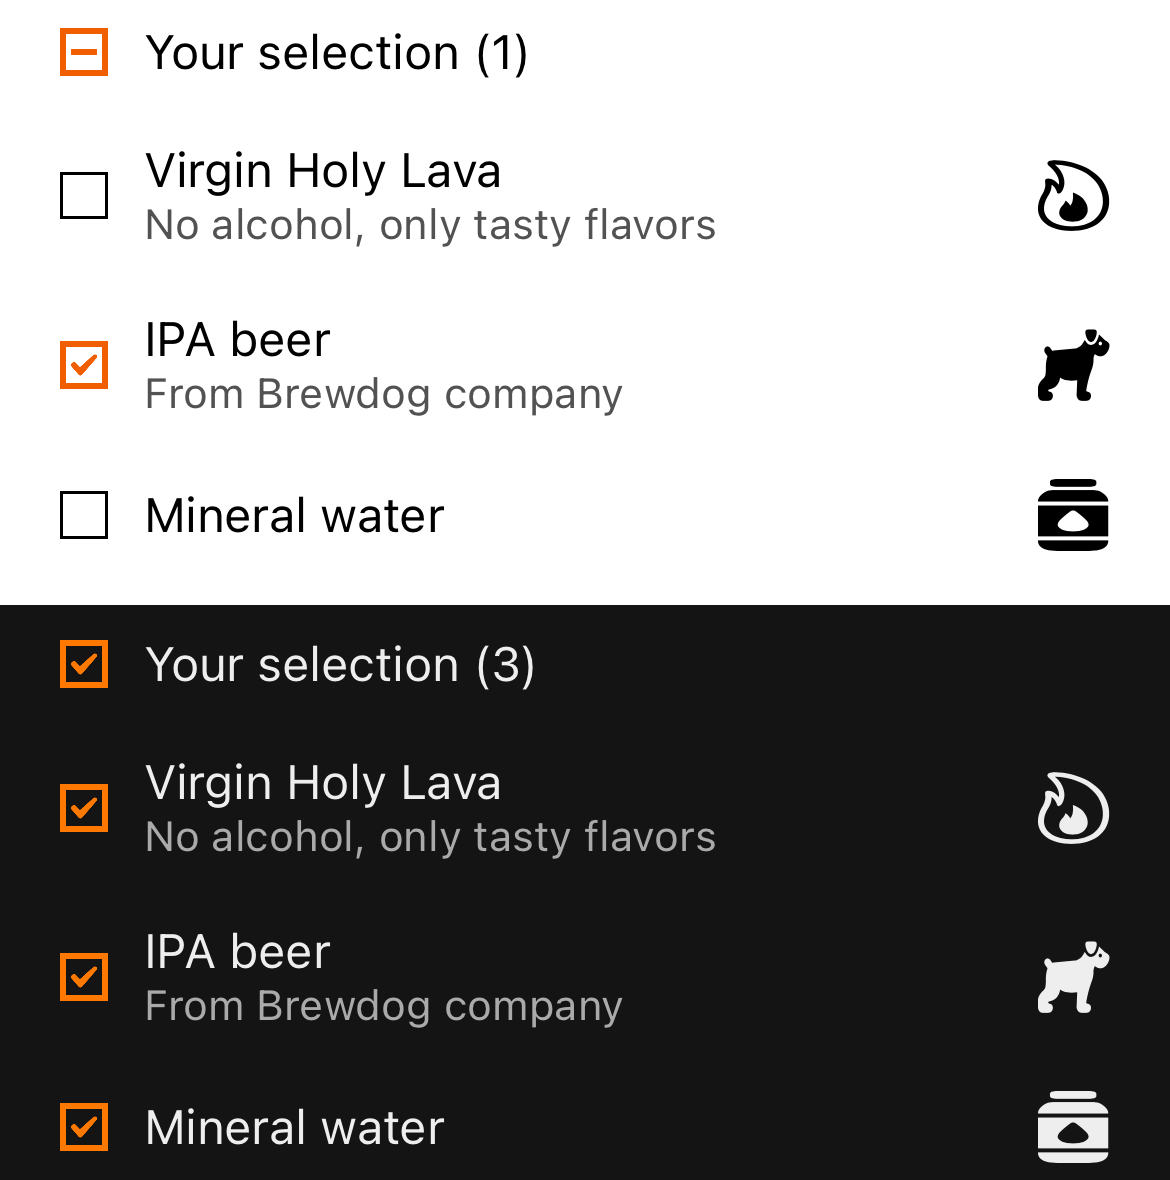 Your selection (1)
Virgin Holy Lava
No alcohol, only tasty flavors
IPA beer
From Brewdog company
Mineral water
Your selection (3)
Virgin Holy Lava
No alcohol, only tasty flavors
IPA beer
From Brewdog company
Mineral water